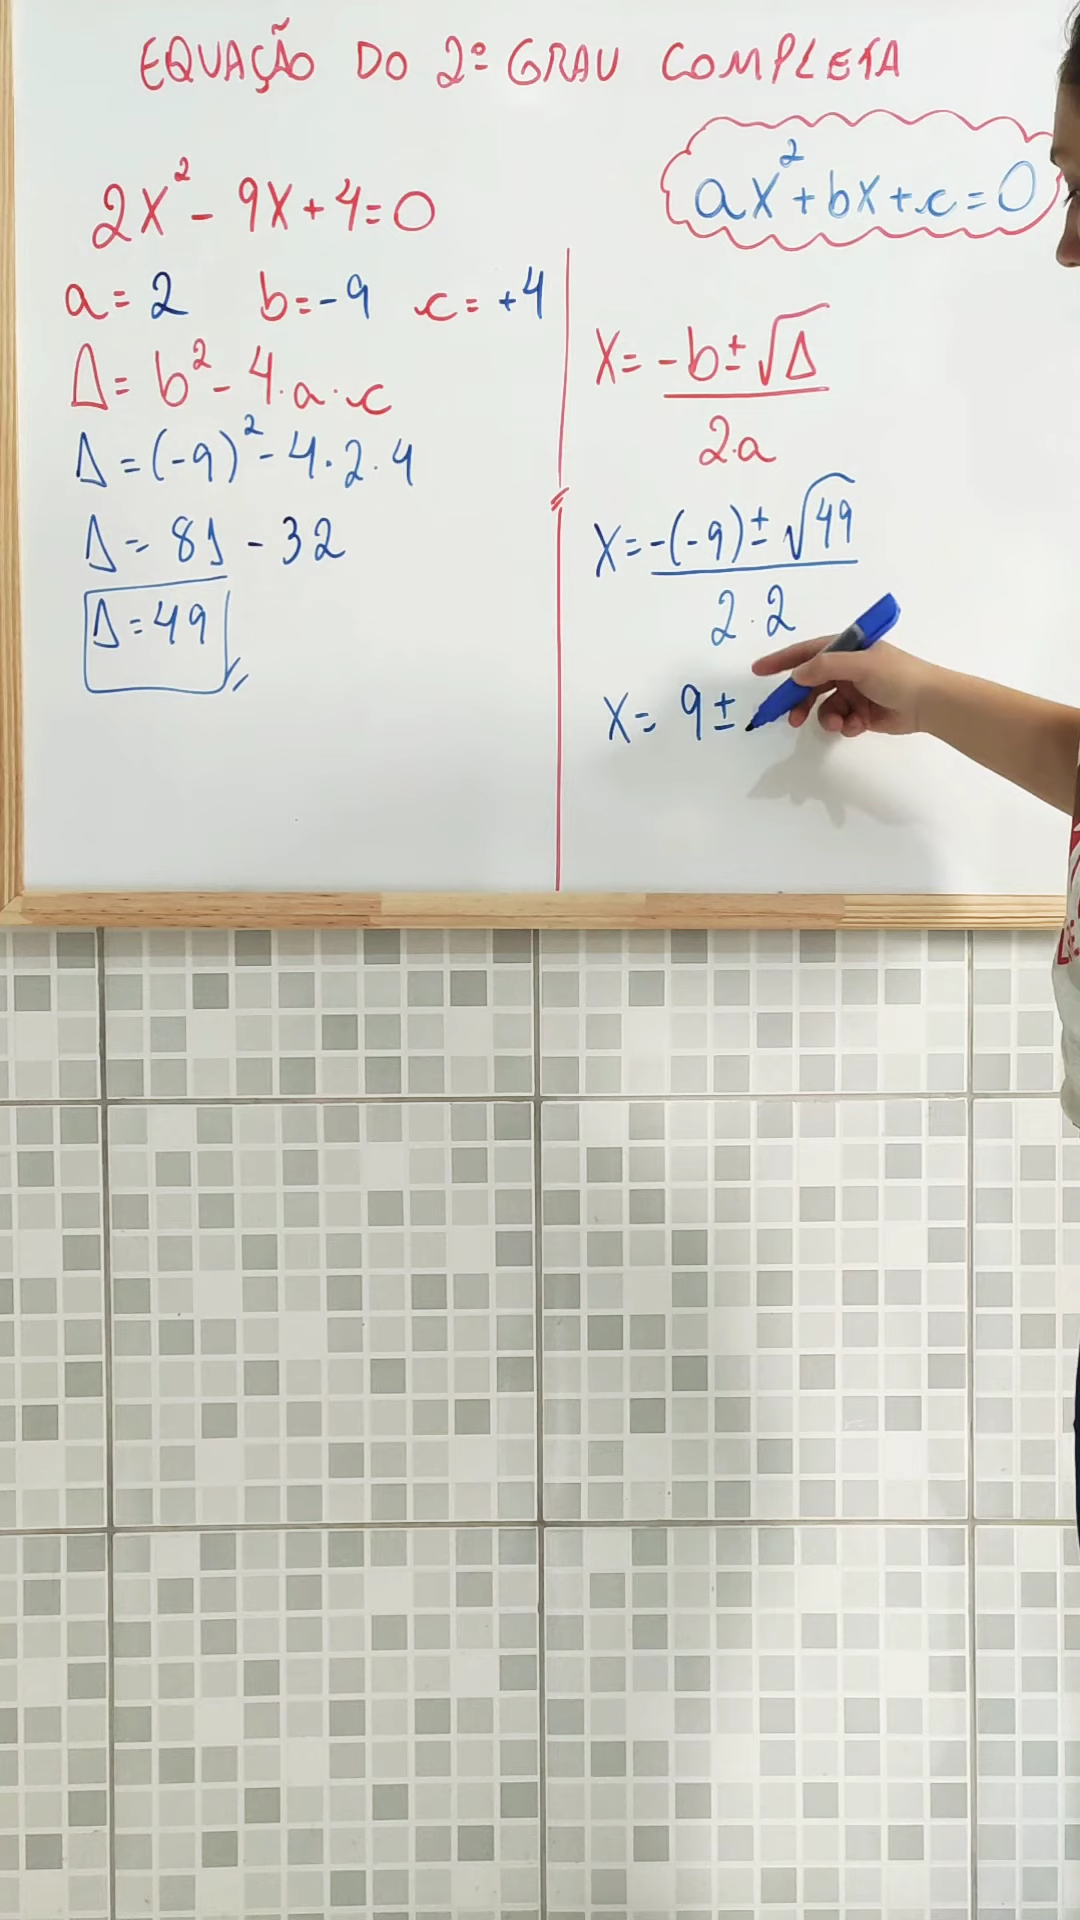 EQUAÇÃO DO 2º GRAU COMPLETA
ax²+bx+c=0
2x² - 9x + 4 = 0
a = 2 b = -9 c = +4
Δ = b² - 4.a.c
Δ = (-9)² - 4.2.4
Δ = 81 - 32
Δ = 49
x = -b ± √Δ
2.a
x = -(-9) ± √49
2.2
x = 9 ±